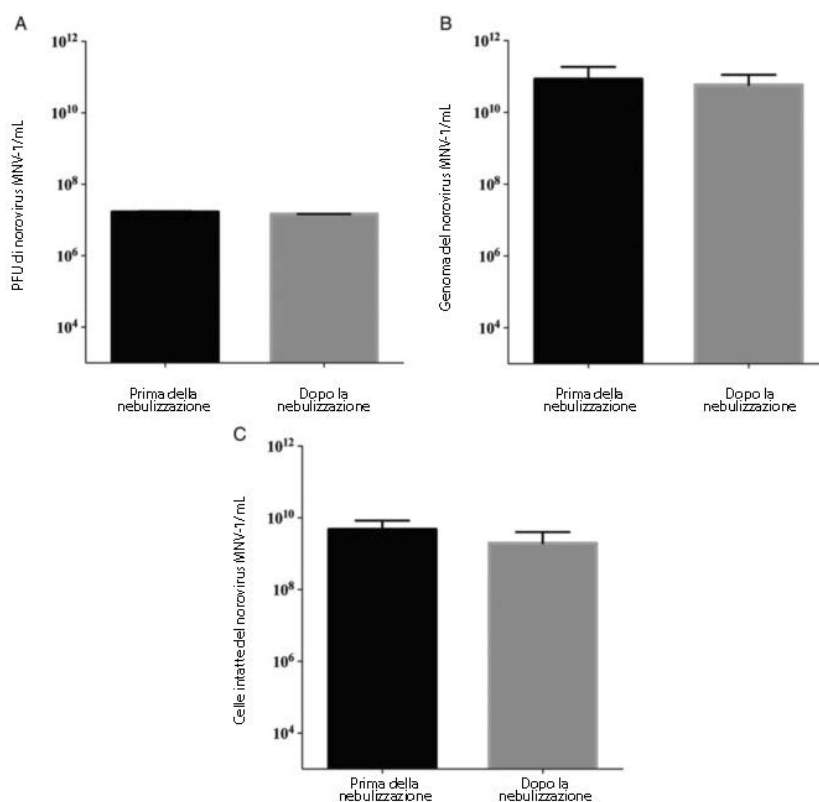 A
10¹²
10¹⁰
10⁸
10⁶
10⁴
PFU di norovirus MNV-1/mL
Prima della
nebulizzazione
Dopo la
nebulizzazione
B
10¹²
10¹⁰
10⁸
10⁶
10⁴
Genoma del norovirus MNV-1/mL
Prima della
nebulizzazione
Dopo la
nebulizzazione
C
10¹²
10¹⁰
10⁸
10⁶
10⁴
Celle intatte del norovirus MNV-1/mL
Prima della
nebulizzazione
Dopo la
nebulizzazione